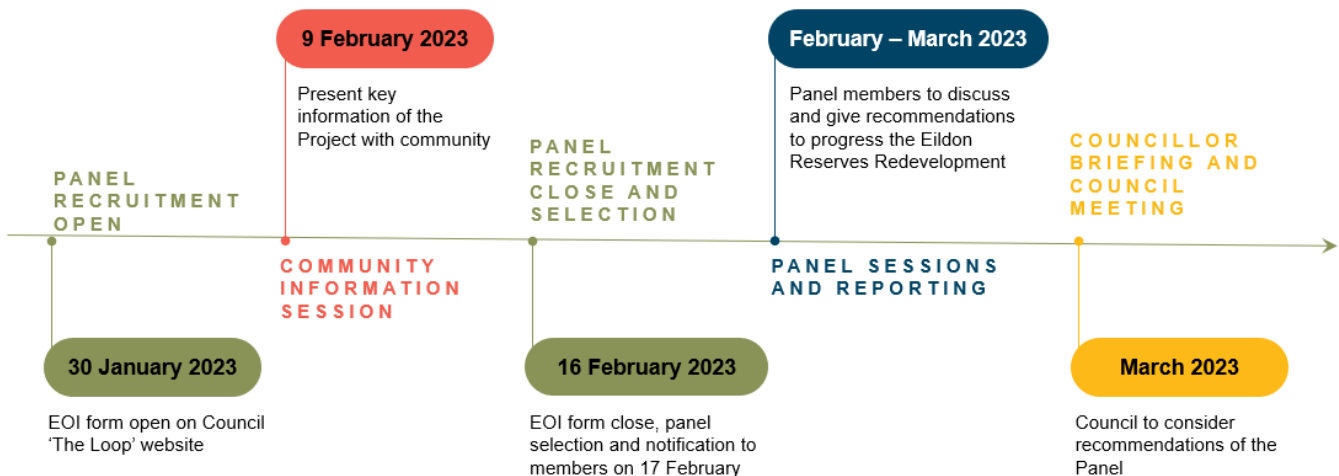 9 February 2023
Present key
information of the
Project with community
February – March 2023
Panel members to discuss
and give recommendations
to progress the Eildon
Reserves Redevelopment
PANEL
RECRUITMENT
OPEN
PANEL
RECRUITMENT
CLOSE AND
SELECTION
COUNCILLOR
BRIEFING AND
COUNCIL
MEETING
COMMUNITY
INFORMATION
SESSION
PANEL SESSIONS
AND REPORTING
30 January 2023
EOI form open on Council
‘The Loop’ website
16 February 2023
EOI form close, panel
selection and notification to
members on 17 February
March 2023
Council to consider
recommendations of the
Panel